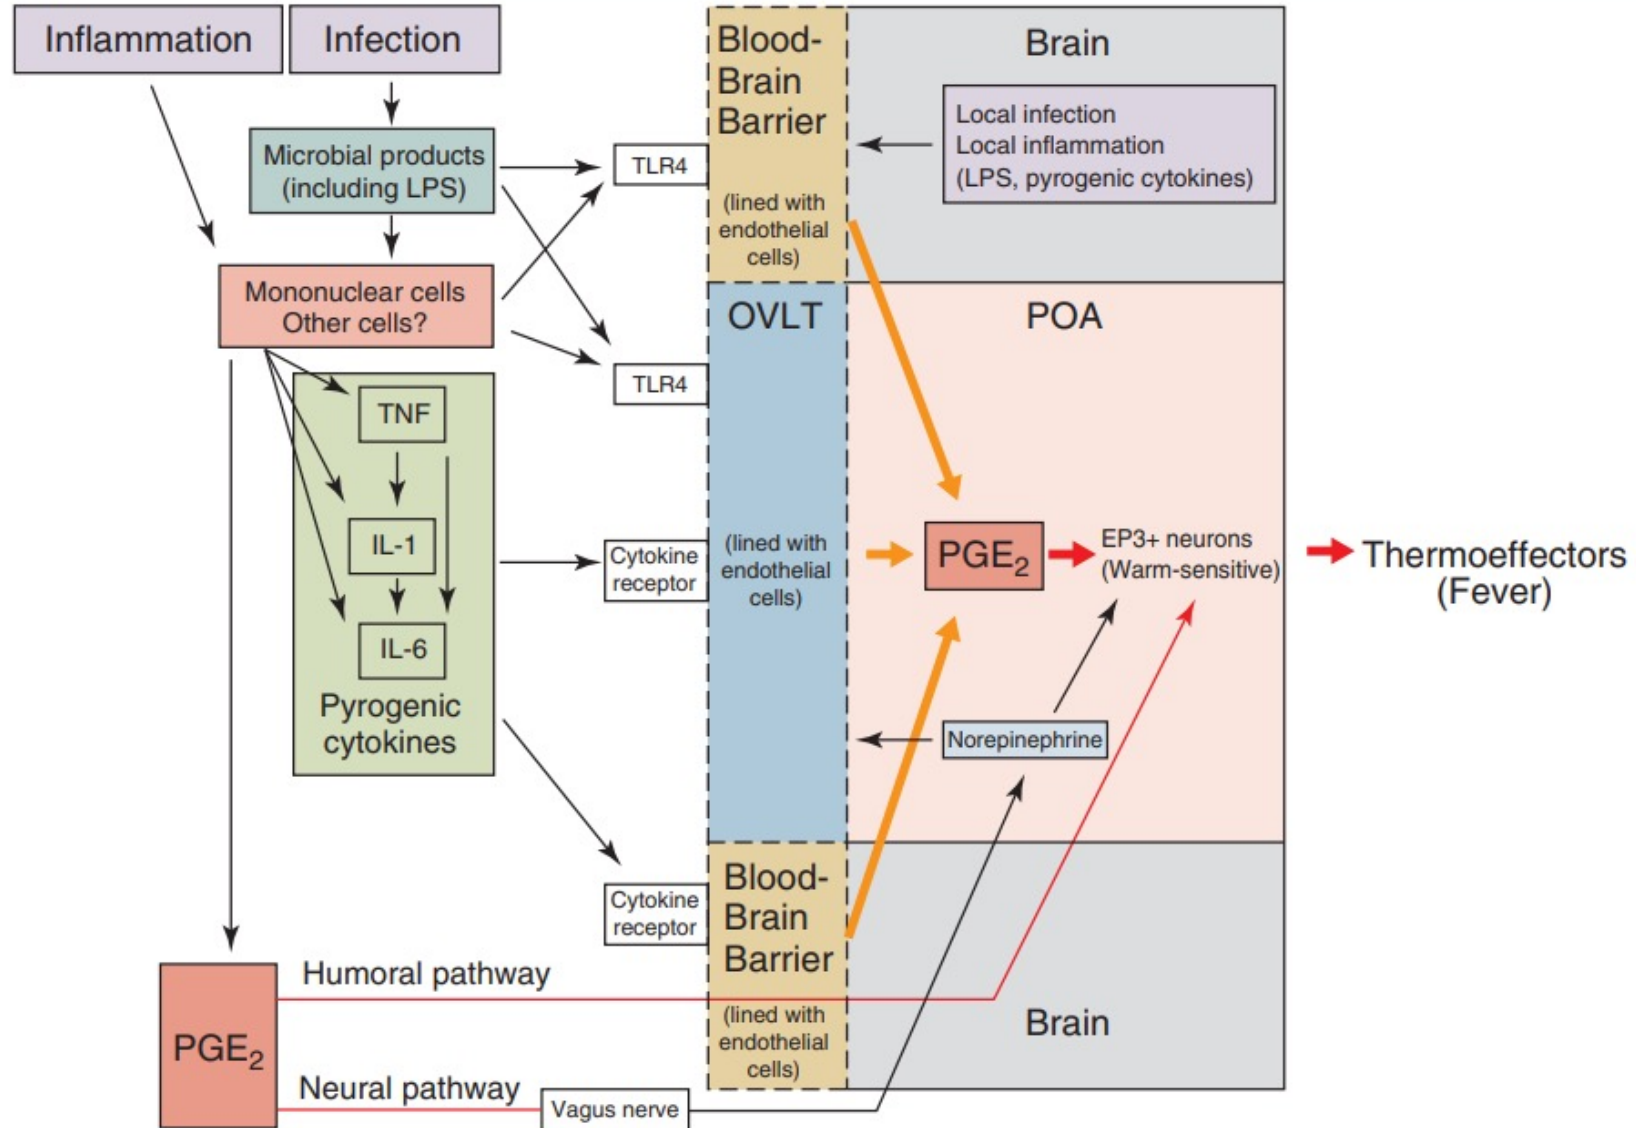 Inflammation
Infection
Microbial products
(including LPS)
Mononuclear cells
Other cells?
TNF
IL-1
IL-6
Pyrogenic
cytokines
PGE₂
Humoral pathway
Neural pathway
Vagus nerve
TLR4
TLR4
Cytokine
receptor
Cytokine
receptor
Blood-
Brain
Barrier
(lined with
endothelial
cells)
OVLT
(lined with
endothelial
cells)
Blood-
Brain
Barrier
(lined with
endothelial
cells)
Brain
Local infection
Local inflammation
(LPS, pyrogenic cytokines)
POA
PGE₂
EP3+ neurons
(Warm-sensitive)
Norepinephrine
Brain
Thermoeffectors
(Fever)